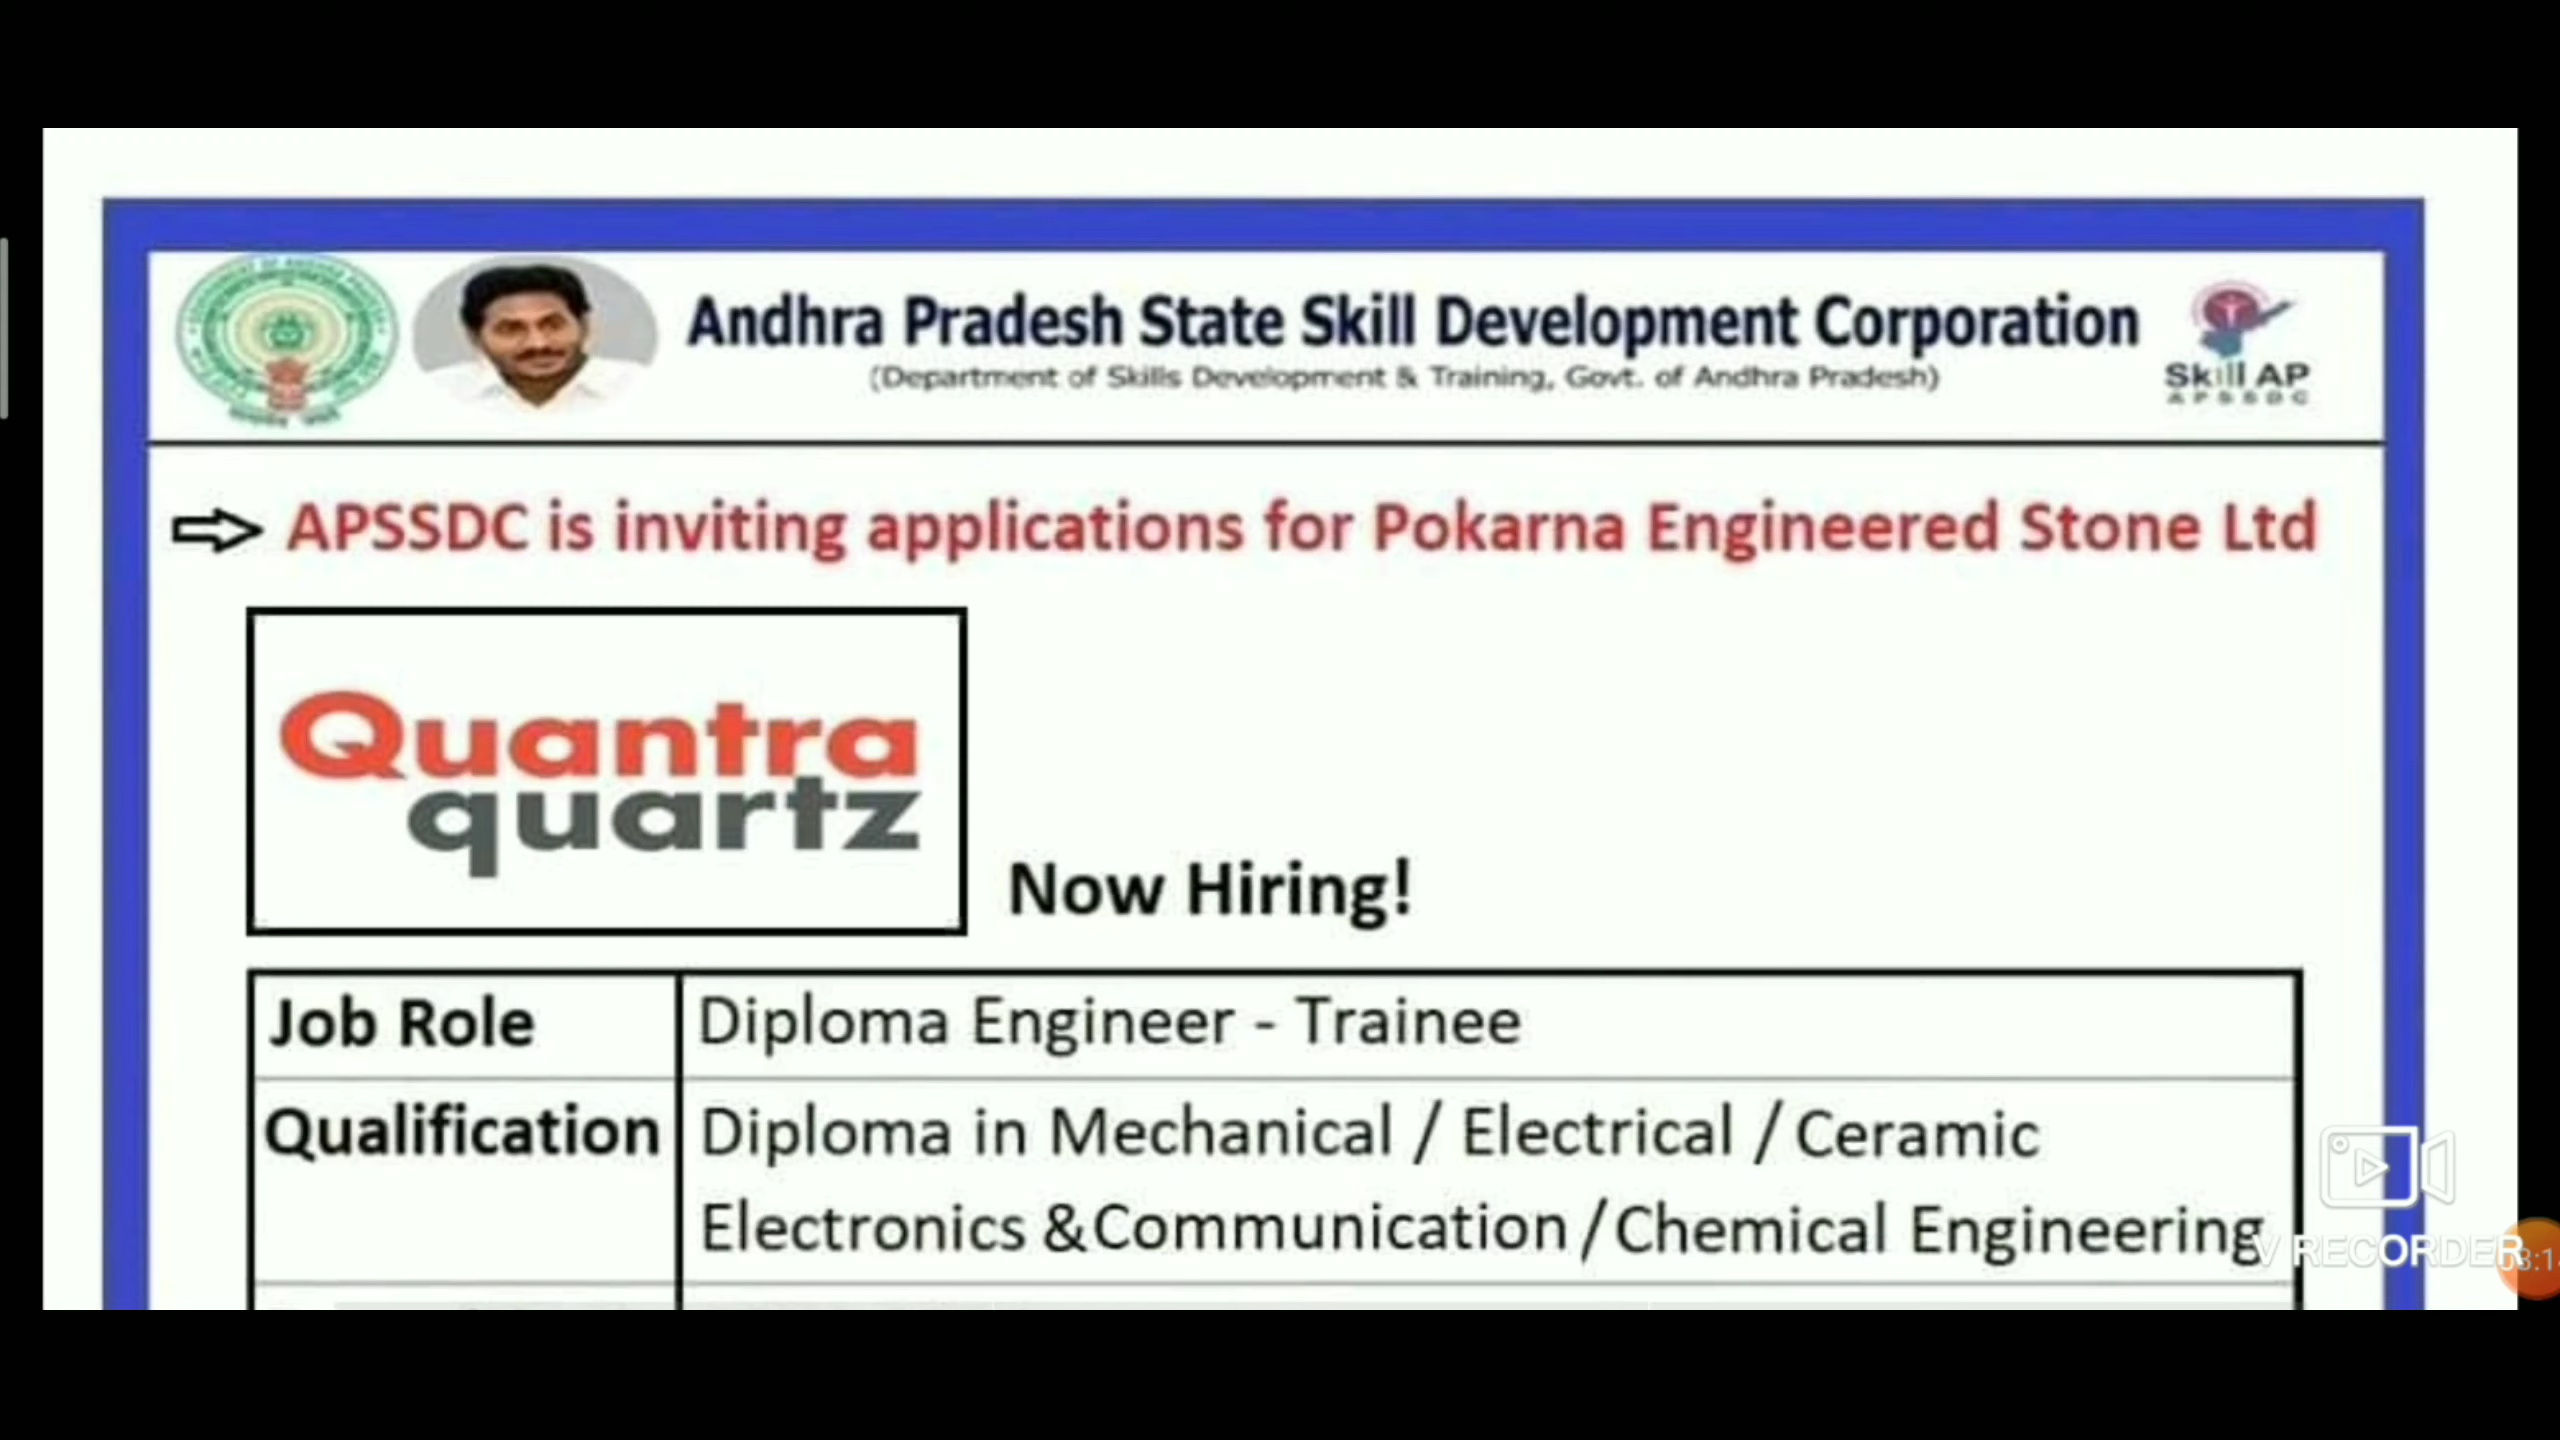 Andhra Pradesh State Skill Development Corporation
(Department of Skills Development & Training, Govt. of Andhra Pradesh)
Skill AP
APSSDC
APSSDC is inviting applications for Pokarna Engineered Stone Ltd
Quantra
quartz
Now Hiring!
Job Role Diploma Engineer - Trainee
Qualification Diploma in Mechanical / Electrical / Ceramic
Electronics & Communication / Chemical Engineering
V RECORDER